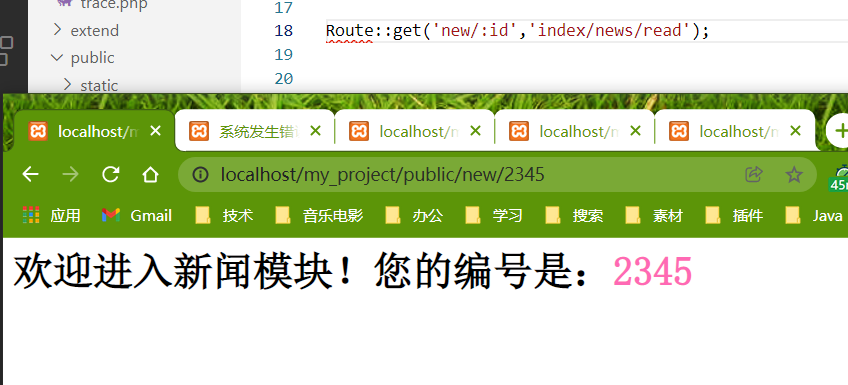 trace.php
extend
public
static
17
18 Route::get('new/:id','index/news/read');
19
20
localhost/m 系统发生错 localhost/m localhost/m localhost/m
localhost/my_project/public/new/2345
45m
应用 Gmail 技术 音乐电影 办公 学习 搜索 素材 插件 Java
欢迎进入新闻模块！您的编号是：2345